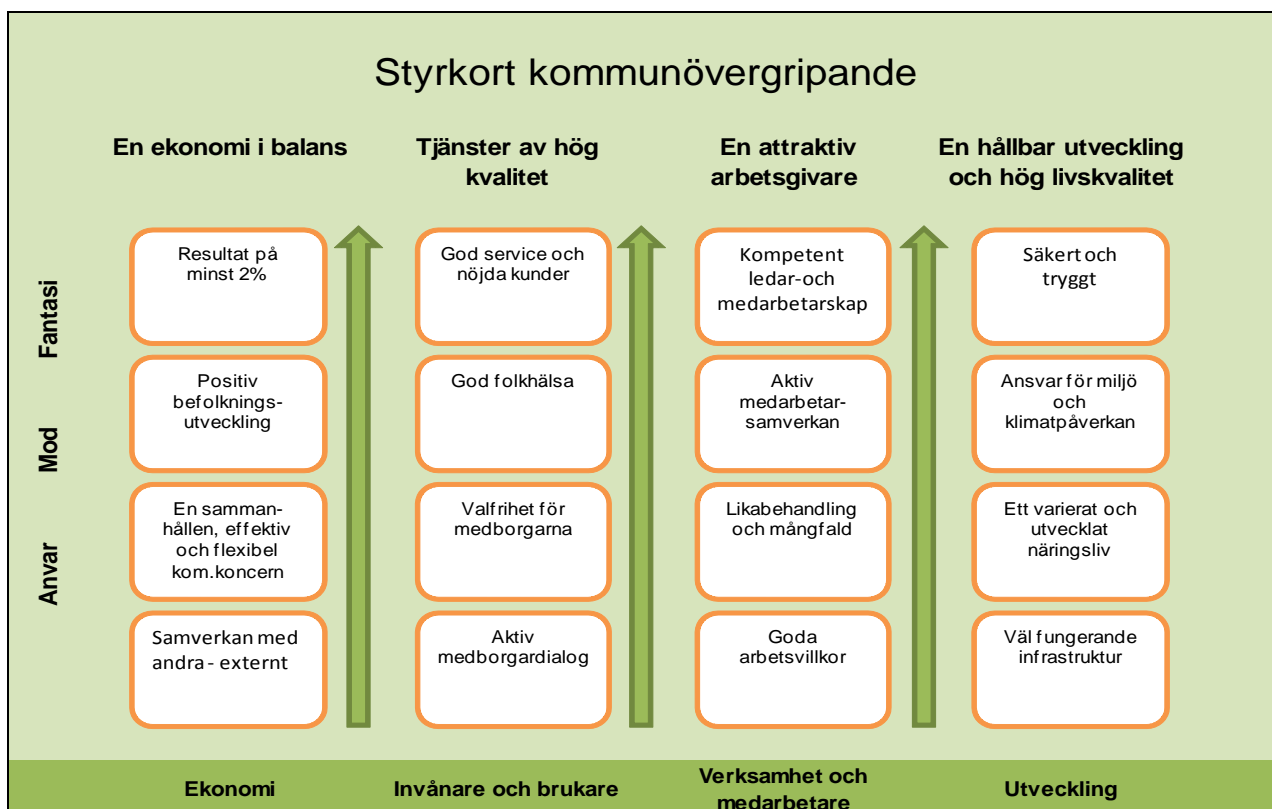 Styrkort kommunövergripande
En ekonomi i balans
Tjänster av hög
kvalitet
En attraktiv
arbetsgivare
En hållbar utveckling
och hög livskvalitet
Fantasi
Mod
Anvar
Resultat på
minst 2%
Positiv
befolknings-
utveckling
En samman-
hållen, effektiv
och flexibel
kom.koncern
Samverkan med
andra - externt
God service och
nöjda kunder
God folkhälsa
Valfrihet för
medborgarna
Aktiv
medborgardialog
Kompetent
ledar-och
medarbetarskap
Aktiv
medarbetar-
samverkan
Likabehandling
och mångfald
Goda
arbetsvillkor
Säkert och
tryggt
Ansvar för miljö
och
klimatpåverkan
Ett varierat och
utvecklat
näringsliv
Väl fungerande
infrastruktur
Ekonomi
Invånare och brukare
Verksamhet och
medarbetare
Utveckling